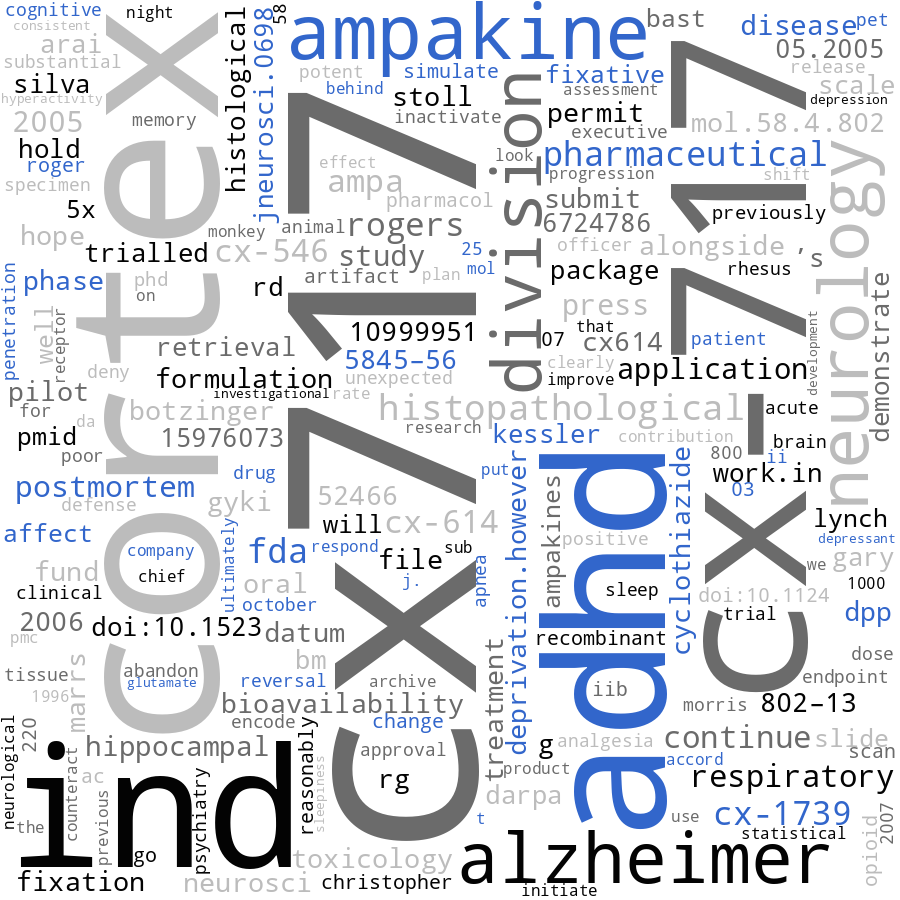 cognitive
night
58
ampakine
bast
disease
pet
consistent
arai
substantial
silva
hyperactivity
2005
hold
roger
specimen
5x
hope
cortex
memory
histological
jneurosci.0698
potent
behind
simulate
stoll
inactivate
fixative
assessment
permit
executive
05.2005
release
scale
depression
mol.58.4.802
look
pharmaceutical
progression
shift
effect
ampa
pharmacol
submit
6724786
previously
monkey
animal
rogers
officer
alongside
’s
trialled
cx-546
study
25
mol
division
package
rhesus
neurology
penetration
phase
phd
on
rd
artifact
plan
press
07
that
cx614
patient
development
demonstrate
well
receptor
retrieval
10999951
5845–56
deny
formulation
unexpected
clearly
improve
application
pilot
investigational
rate
for
da
botzinger
cx717
histopathological
acute
pmid
15976073
research
kessler
contribution
brain
poor
drug
put
800
ii
work.in
postmortem
gyki
52466
03
defense
affect
will
cx-614
ampakines
positive
cyclothiazide
cx-717
lynch
depressant
company
chief
ultimately
fda
respond
file
sub
deprivation.however
adhd
we
gary
fund
oral
j.
apnea
sleep
doi:10.1124
1000
clinical
october
trial
dpp
2006
doi:10.1523
datum
recombinant
pmc
bm
treatment
dose
tissue
marrs
abandon
glutamate
reversal
archive
iib
endpoint
1996
bioavailability
morris
802–13
encode
change
neurological
220
hippocampal
reasonably
approval
g
analgesia
continue
slide
scan
ind
counteract
ac
rg
product
accord
respiratory
sleepiness
darpa
previous
psychiatry
t
use
cx-1739
the
statistical
opioid
2007
go
toxicology
alzheimer
fixation
neurosci
christopher
initiate